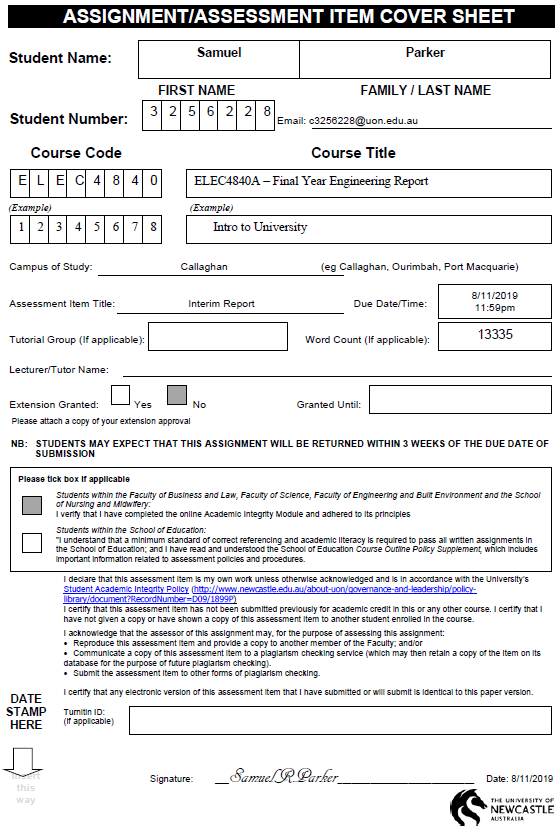 ASSIGNMENT/ASSESSMENT ITEM COVER SHEET
Student Name:
Samuel
Parker
FIRST NAME
FAMILY / LAST NAME
Student Number:
3 2 5 6 2 2 8
Email: c3256228@uon.edu.au
Course Code
Course Title
E L E C 4 8 4 0
ELEC4840A – Final Year Engineering Report
(Example)
(Example)
1 2 3 4 5 6 7 8
Intro to University
Campus of Study:
Callaghan
(eg Callaghan, Ourimbah, Port Macquarie)
Assessment Item Title:
Interim Report
Due Date/Time:
8/11/2019
11:59pm
Tutorial Group (If applicable):
Word Count (If applicable):
13335
Lecturer/Tutor Name:
Extension Granted:
Yes
No
Granted Until:
Please attach a copy of your extension approval
NB: STUDENTS MAY EXPECT THAT THIS ASSIGNMENT WILL BE RETURNED WITHIN 3 WEEKS OF THE DUE DATE OF
SUBMISSION
Please tick box if applicable
Students within the Faculty of Business and Law, Faculty of Science, Faculty of Engineering and Built Environment and the School
of Nursing and Midwifery:
I verify that I have completed the online Academic Integrity Module and adhered to its principles
Students within the School of Education:
"I understand that a minimum standard of correct referencing and academic literacy is required to pass all written assignments in
the School of Education; and I have read and understood the School of Education Course Outline Policy Supplement, which includes
important information related to assessment policies and procedures.
I declare that this assessment item is my own work unless otherwise acknowledged and is in accordance with the University's
Student Academic Integrity Policy (http://www.newcastle.edu.au/about-uon/governance-and-leadership/policy-
library/document?RecordNumber=D09/1899P)
I certify that this assessment item has not been submitted previously for academic credit in this or any other course. I certify that I
have not given a copy or have shown a copy of this assessment item to another student enrolled in the course.
I acknowledge that the assessor of this assignment may, for the purpose of assessing this assignment:
• Reproduce this assessment item and provide a copy to another member of the Faculty; and/or
• Communicate a copy of this assessment item to a plagiarism checking service (which may then retain a copy of the item on its
database for the purpose of future plagiarism checking).
• Submit the assessment item to other forms of plagiarism checking.
I certify that any electronic version of this assessment item that I have submitted or will submit is identical to this paper version.
DATE
STAMP
HERE
Turnitin ID:
(if applicable)
Insert
this
way
Signature:
Samuel R Parker
Date: 8/11/2019
THE UNIVERSITY OF
NEWCASTLE
AUSTRALIA